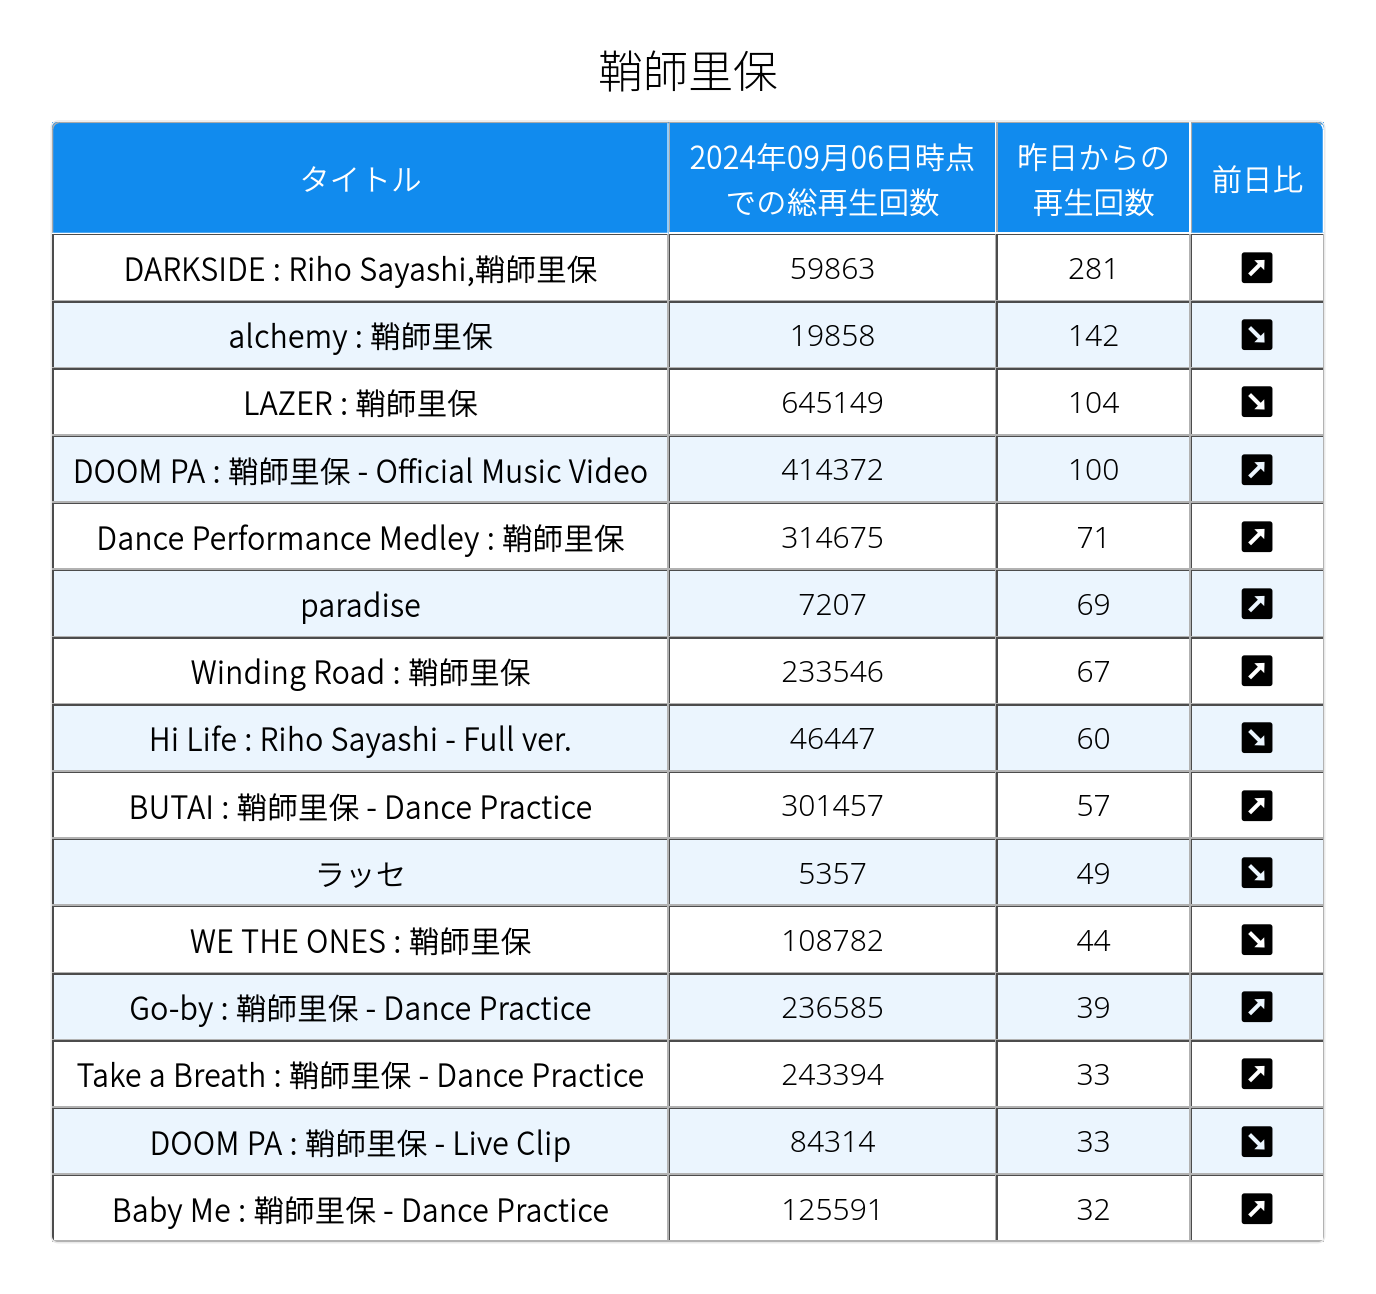 鞘師里保
タイトル 2024年09月06日時点での総再生回数 昨日からの再生回数 前日比
DARKSIDE : Riho Sayashi,鞘師里保 59863 281
alchemy : 鞘師里保 19858 142
LAZER : 鞘師里保 645149 104
DOOM PA : 鞘師里保 - Official Music Video 414372 100
Dance Performance Medley : 鞘師里保 314675 71
paradise 7207 69
Winding Road : 鞘師里保 233546 67
Hi Life : Riho Sayashi - Full ver. 46447 60
BUTAI : 鞘師里保 - Dance Practice 301457 57
ラッセ 5357 49
WE THE ONES : 鞘師里保 108782 44
Go-by : 鞘師里保 - Dance Practice 236585 39
Take a Breath : 鞘師里保 - Dance Practice 243394 33
DOOM PA : 鞘師里保 - Live Clip 84314 33
Baby Me : 鞘師里保 - Dance Practice 125591 32